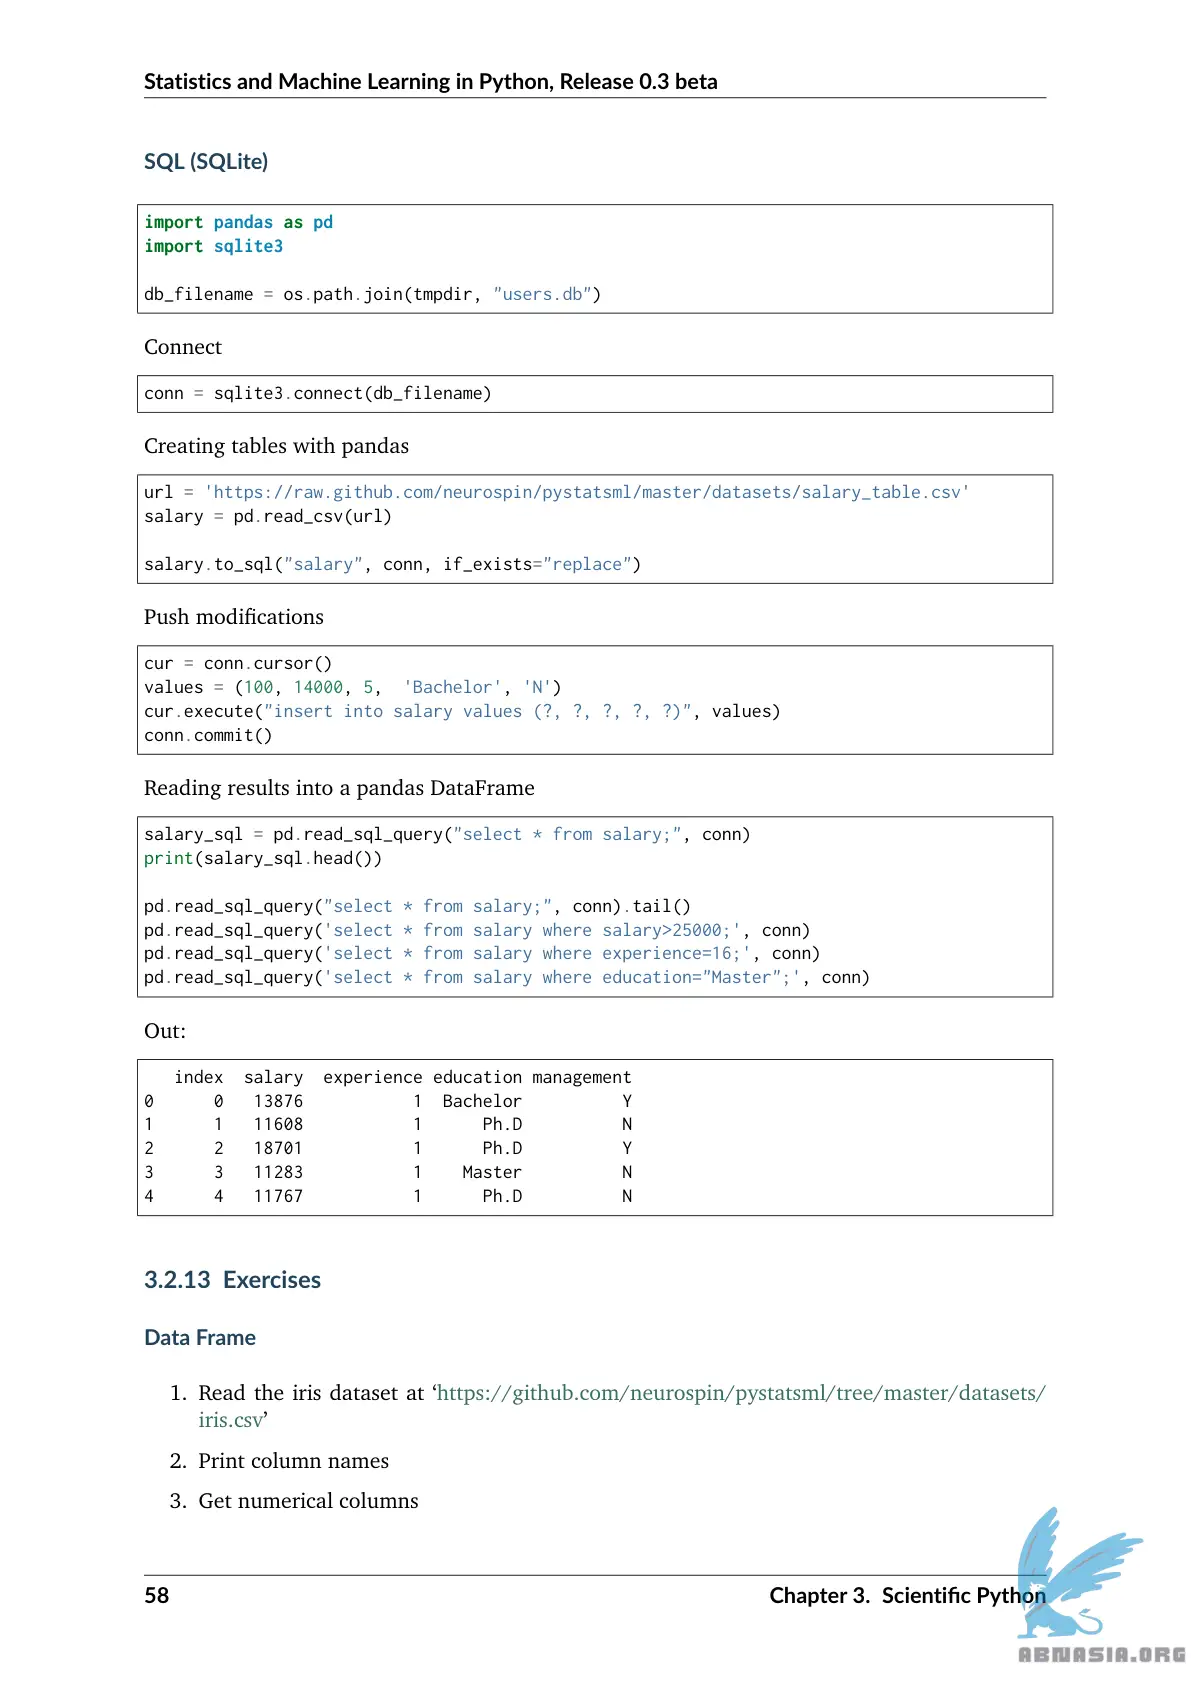 Statistics and Machine Learning in Python, Release 0.3 beta
SQL (SQLite)
import pandas as pd
import sqlite3
db_filename = os.path.join(tmpdir, "users.db")
Connect
conn = sqlite3.connect(db_filename)
Creating tables with pandas
url = 'https://raw.github.com/neurospin/pystatsml/master/datasets/salary_table.csv'
salary = pd.read_csv(url)
salary.to_sql("salary", conn, if_exists="replace")
Push modifications
cur = conn.cursor()
values = (100, 14000, 5,  'Bachelor', 'N')
cur.execute("insert into salary values (?, ?, ?, ?, ?)", values)
conn.commit()
Reading results into a pandas DataFrame
salary_sql = pd.read_sql_query("select * from salary;", conn)
print(salary_sql.head())
pd.read_sql_query("select * from salary;", conn).tail()
pd.read_sql_query('select * from salary where salary>25000;', conn)
pd.read_sql_query('select * from salary where experience=16;', conn)
pd.read_sql_query('select * from salary where education="Master";', conn)
Out:
   index  salary  experience education management
0      0   13876           1  Bachelor          Y
1      1   11608           1      Ph.D          N
2      2   18701           1      Ph.D          Y
3      3   11283           1    Master          N
4      4   11767           1      Ph.D          N
3.2.13 Exercises
Data Frame
1. Read the iris dataset at ‘https://github.com/neurospin/pystatsml/tree/master/datasets/
iris.csv’
2. Print column names
3. Get numerical columns
58 Chapter 3. Scientific Python
ABNASIA.ORG